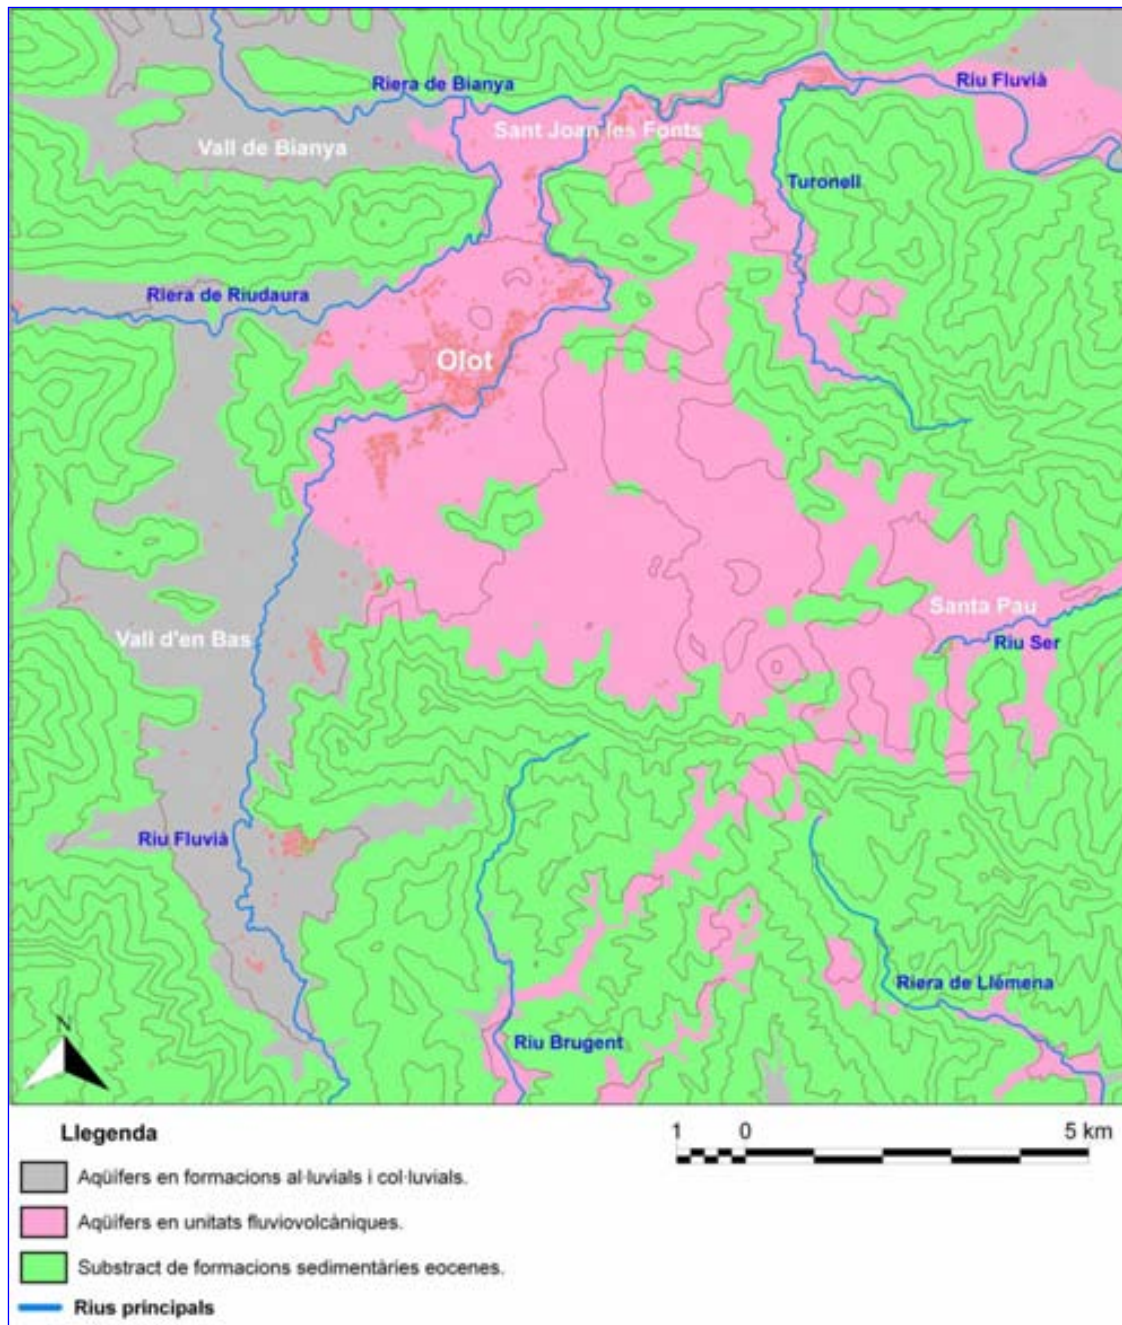 Riera de Bianya
Riu Fluvià
Sant Joan les Fonts
Vall de Bianya
Turonell
Riera de Riudaura
Olot
Santa Pau
Vall d'en Bas
Riu Ser
Riu Fluvià
Riera de Llémena
Riu Brugent
N
Llegenda
1 0 5 km
Aqüífers en formacions al·luvials i col·luvials.
Aqüífers en unitats fluviovolcàniques.
Substract de formacions sedimentàries eocenes.
Rius principals